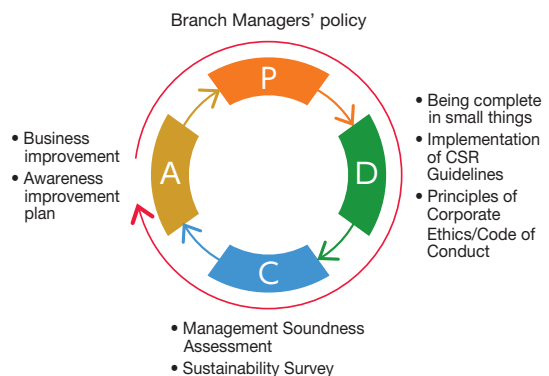 Branch Managers' policy
P
D
C
A
• Being complete
in small things
• Implementation
of CSR
Guidelines
• Principles of
Corporate
Ethics/Code of
Conduct
• Management Soundness
Assessment
• Sustainability Survey
• Business
improvement
• Awareness
improvement
plan